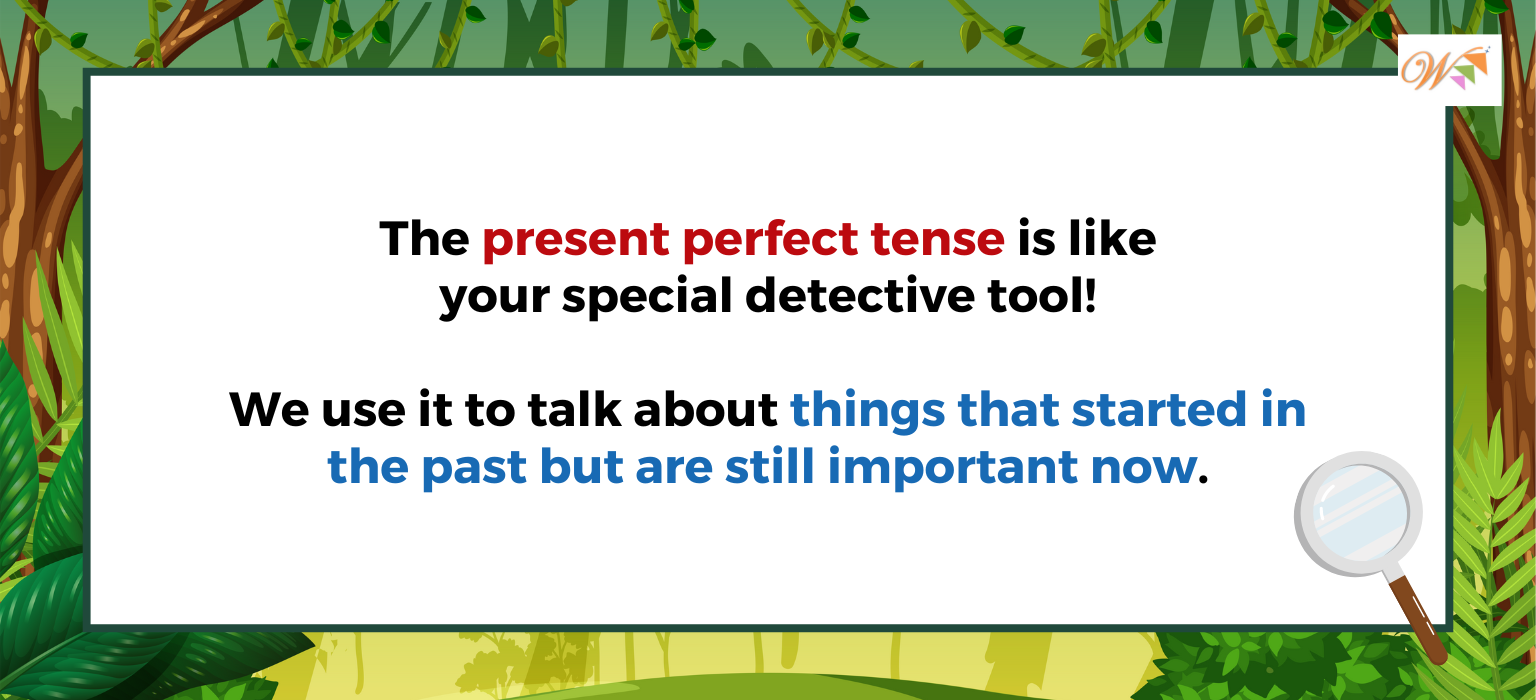 W
The present perfect tense is like
your special detective tool!
We use it to talk about things that started in
the past but are still important now.